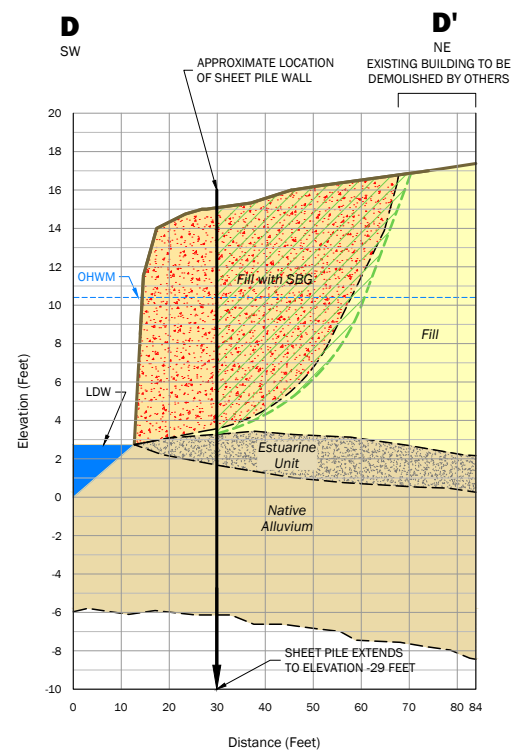 D
SW
D'
NE
APPROXIMATE LOCATION
OF SHEET PILE WALL
EXISTING BUILDING TO BE
DEMOLISHED BY OTHERS
20
18
16
14
12
10
8
6
4
2
0
-2
-4
-6
-8
-10
Elevation (Feet)
OHWM
LDW
Fill with SBG
Fill
Estuarine
Unit
Native
Alluvium
SHEET PILE EXTENDS
TO ELEVATION -29 FEET
0 10 20 30 40 50 60 70 80 84
Distance (Feet)